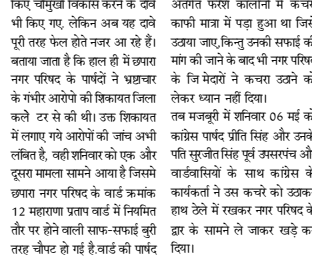 किए चौमुखी विकास करने के दावे
भी किए गए, लेकिन अब यह दावे
पूरी तरह फेल होते नजर आ रहे हैं।
बताया जाता है कि हाल ही में छपारा
नगर परिषद के पार्षदों ने भ्रष्टाचार
के गंभीर आरोपो की शिकायत जिला
कलेक्टर से की थी। उक्त शिकायत
में लगाए गये आरोपों की जांच अभी
लंबित है, वही शनिवार को एक और
दूसरा मामला सामने आया है जिसमे
छपारा नगर परिषद के वार्ड क्रमांक
12 महाराणा प्रताप वार्ड में नियमित
तौर पर होने वाली साफ-सफाई बुरी
तरह चौपट हो गई है.वार्ड की पार्षद
अंतर्गत फरेश कालोनी में कचरे
काफी मात्रा में पड़ा हुआ था जिसे
उठाया जाए,किन्तु उनकी सफाई की
मांग की जाने के बाद भी नगर परिषद
के जि मेदारों ने कचरा उठाने को
लेकर ध्यान नहीं दिया।
तब मजबूरी में शनिवार 06 मई को
कांग्रेस पार्षद प्रीति सिंह और उनके
पति सुरजीत सिंह पूर्व उपसरपंच और
वार्डवासियों के साथ कांग्रेस के
कार्यकर्ता ने उस कचरे को उठाकर
हाथ ठेले में रखकर नगर परिषद के
द्वार के सामने ले जाकर खड़े कर
दिया।